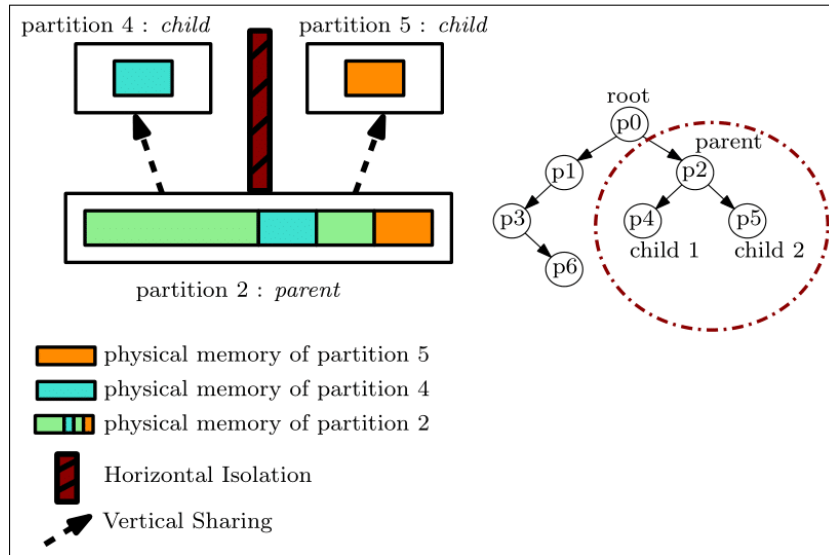 partition 4 : child
partition 5 : child
partition 2 : parent
root
p0
parent
p1
p2
p3
p4
p5
child 1
child 2
p6
physical memory of partition 5
physical memory of partition 4
physical memory of partition 2
Horizontal Isolation
Vertical Sharing